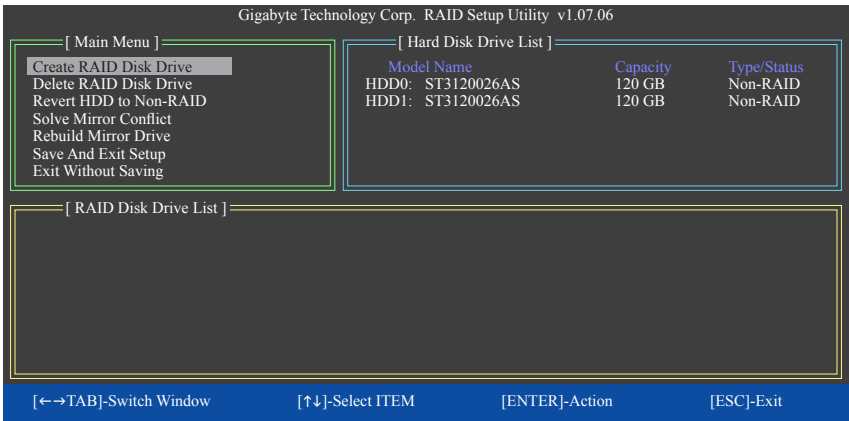 Gigabyte Technology Corp. RAID Setup Utility v1.07.06
[ Main Menu ]
Create RAID Disk Drive
Delete RAID Disk Drive
Revert HDD to Non-RAID
Solve Mirror Conflict
Rebuild Mirror Drive
Save And Exit Setup
Exit Without Saving
[ Hard Disk Drive List ]
Model Name Capacity Type/Status
HDD0: ST3120026AS 120 GB Non-RAID
HDD1: ST3120026AS 120 GB Non-RAID
[ RAID Disk Drive List ]
[←→TAB]-Switch Window [↑↓]-Select ITEM [ENTER]-Action [ESC]-Exit